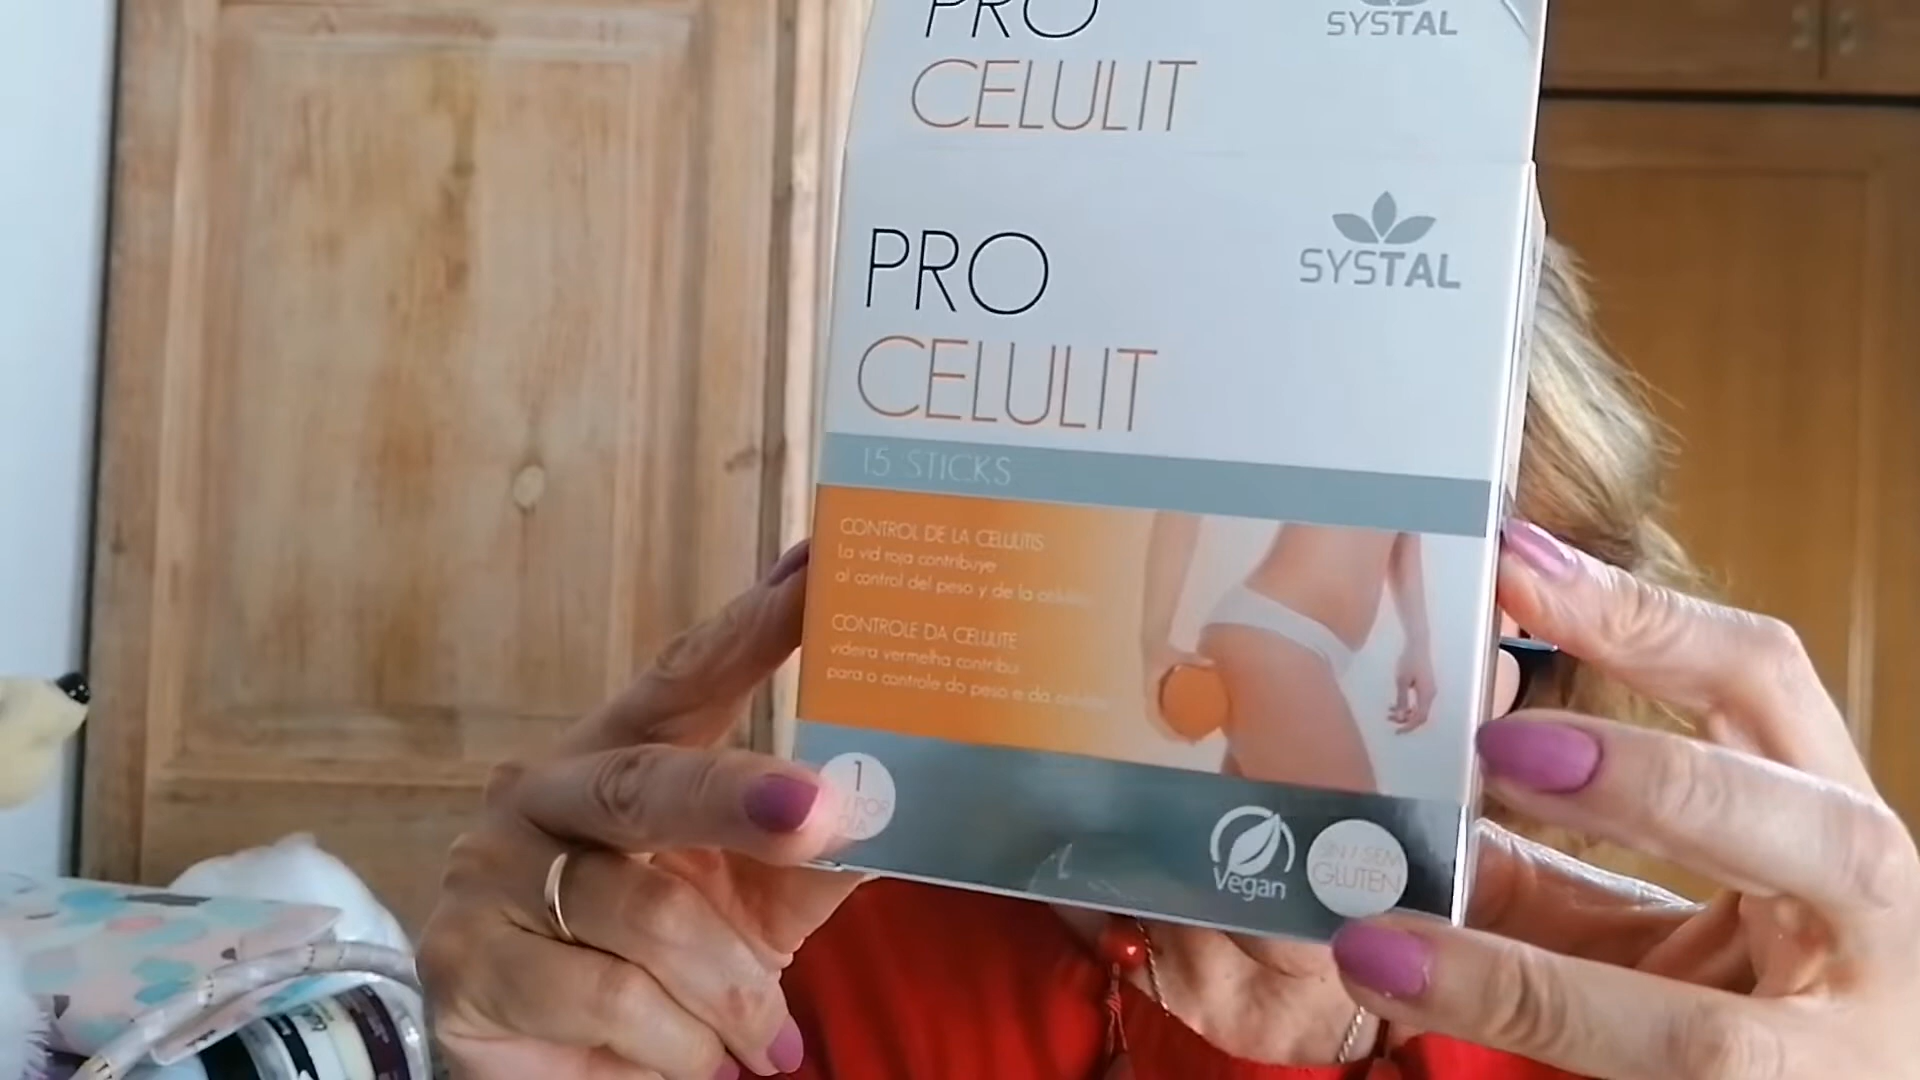 PRO
SYSTAL
CELULIT
PRO
SYSTAL
CELULIT
15 STICKS
CONTROL DE LA CELULITIS
La vid roja contribuye
al control del peso y de la
CONTROLE DA CELULITE
videira vermelha contribui
para o controle do peso e da
1
/ POR
Vegan
SIN / SEM
GLUTEN